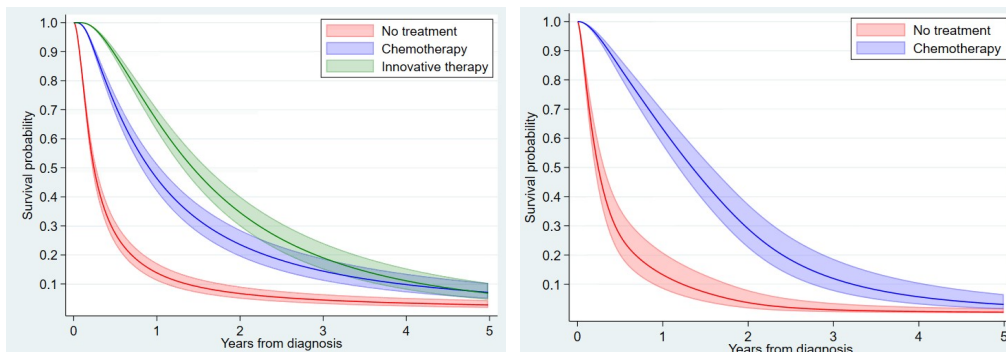 No treatment
Chemotherapy
Innovative therapy
Survival probability
1.0
0.9
0.8
0.7
0.6
0.5
0.4
0.3
0.2
0.1
0 1 2 3 4 5
Years from diagnosis
No treatment
Chemotherapy
Survival probability
1.0
0.9
0.8
0.7
0.6
0.5
0.4
0.3
0.2
0.1
0 1 2 3 4 5
Years from diagnosis